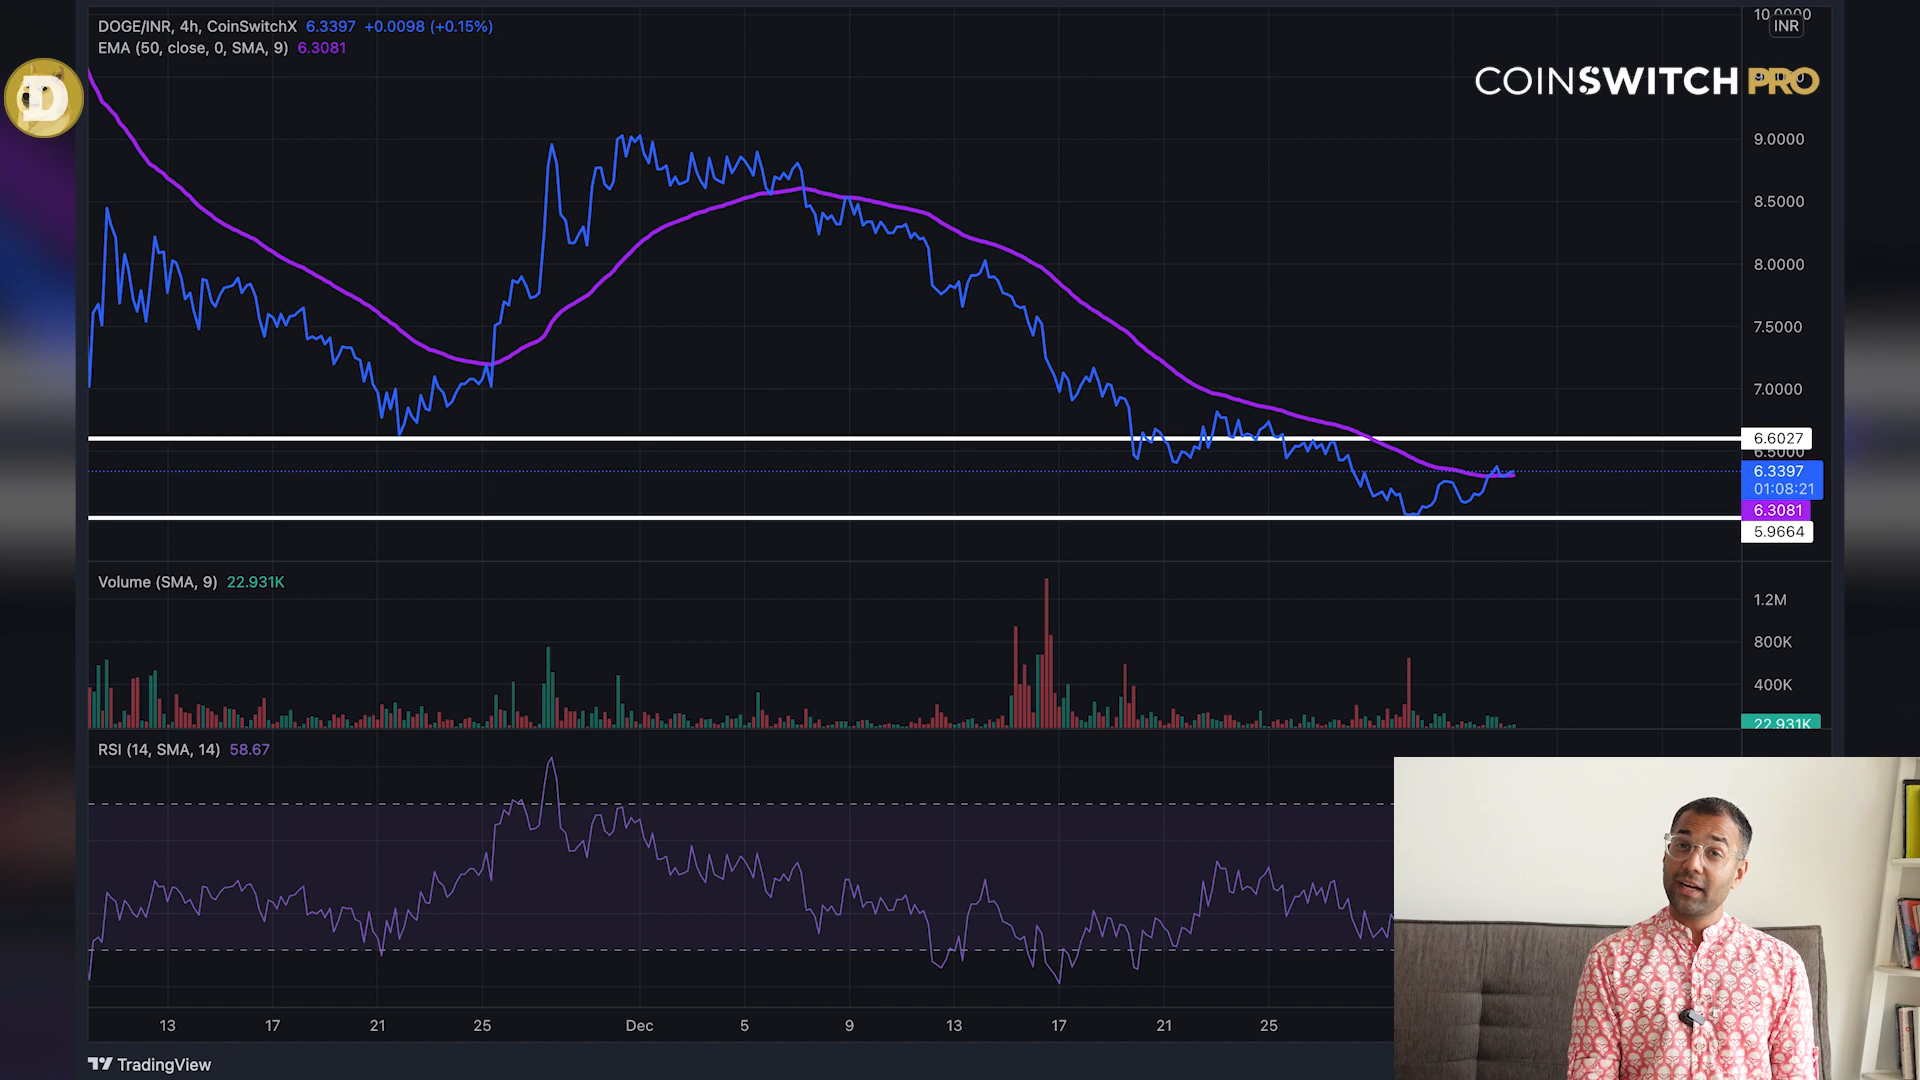 DOGE/INR, 4h, CoinSwitchX 6.3397 +0.0098 (+0.15%)
EMA (50, close, 0, SMA, 9) 6.3081
10.0000
INR
COINSWITCH PRO
9.0000
8.5000
8.0000
7.5000
7.0000
6.6027
6.5000
6.3397
01:08:21
6.3081
5.9664
Volume (SMA, 9) 22.931K
1.2M
800K
400K
22.931K
RSI (14, SMA, 14) 58.67
13 17 21 25 Dec 5 9 13 17 21 25
TradingView